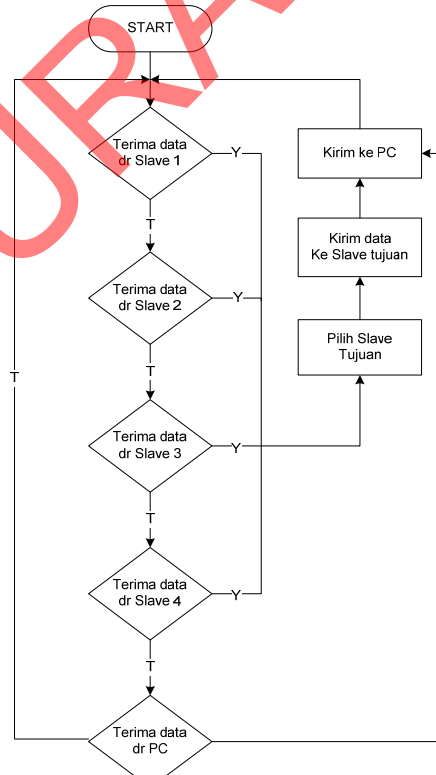 START
Terima data
dr Slave 1
Y
T
Terima data
dr Slave 2
Y
T
Terima data
dr Slave 3
Y
T
Terima data
dr Slave 4
Y
T
Terima data
dr PC
T
Kirim ke PC
Kirim data
Ke Slave tujuan
Pilih Slave
Tujuan
URA